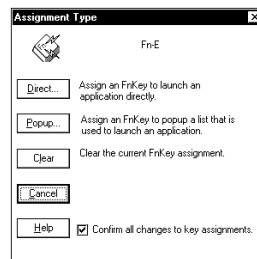 Assignment Type
Fn-E
Direct...
Assign an FnKey to launch an
application directly.
Popup...
Assign an FnKey to popup a list that is
used to launch an application.
Clear
Clear the current FnKey assignment.
Cancel
Help
Confirm all changes to key assignments.